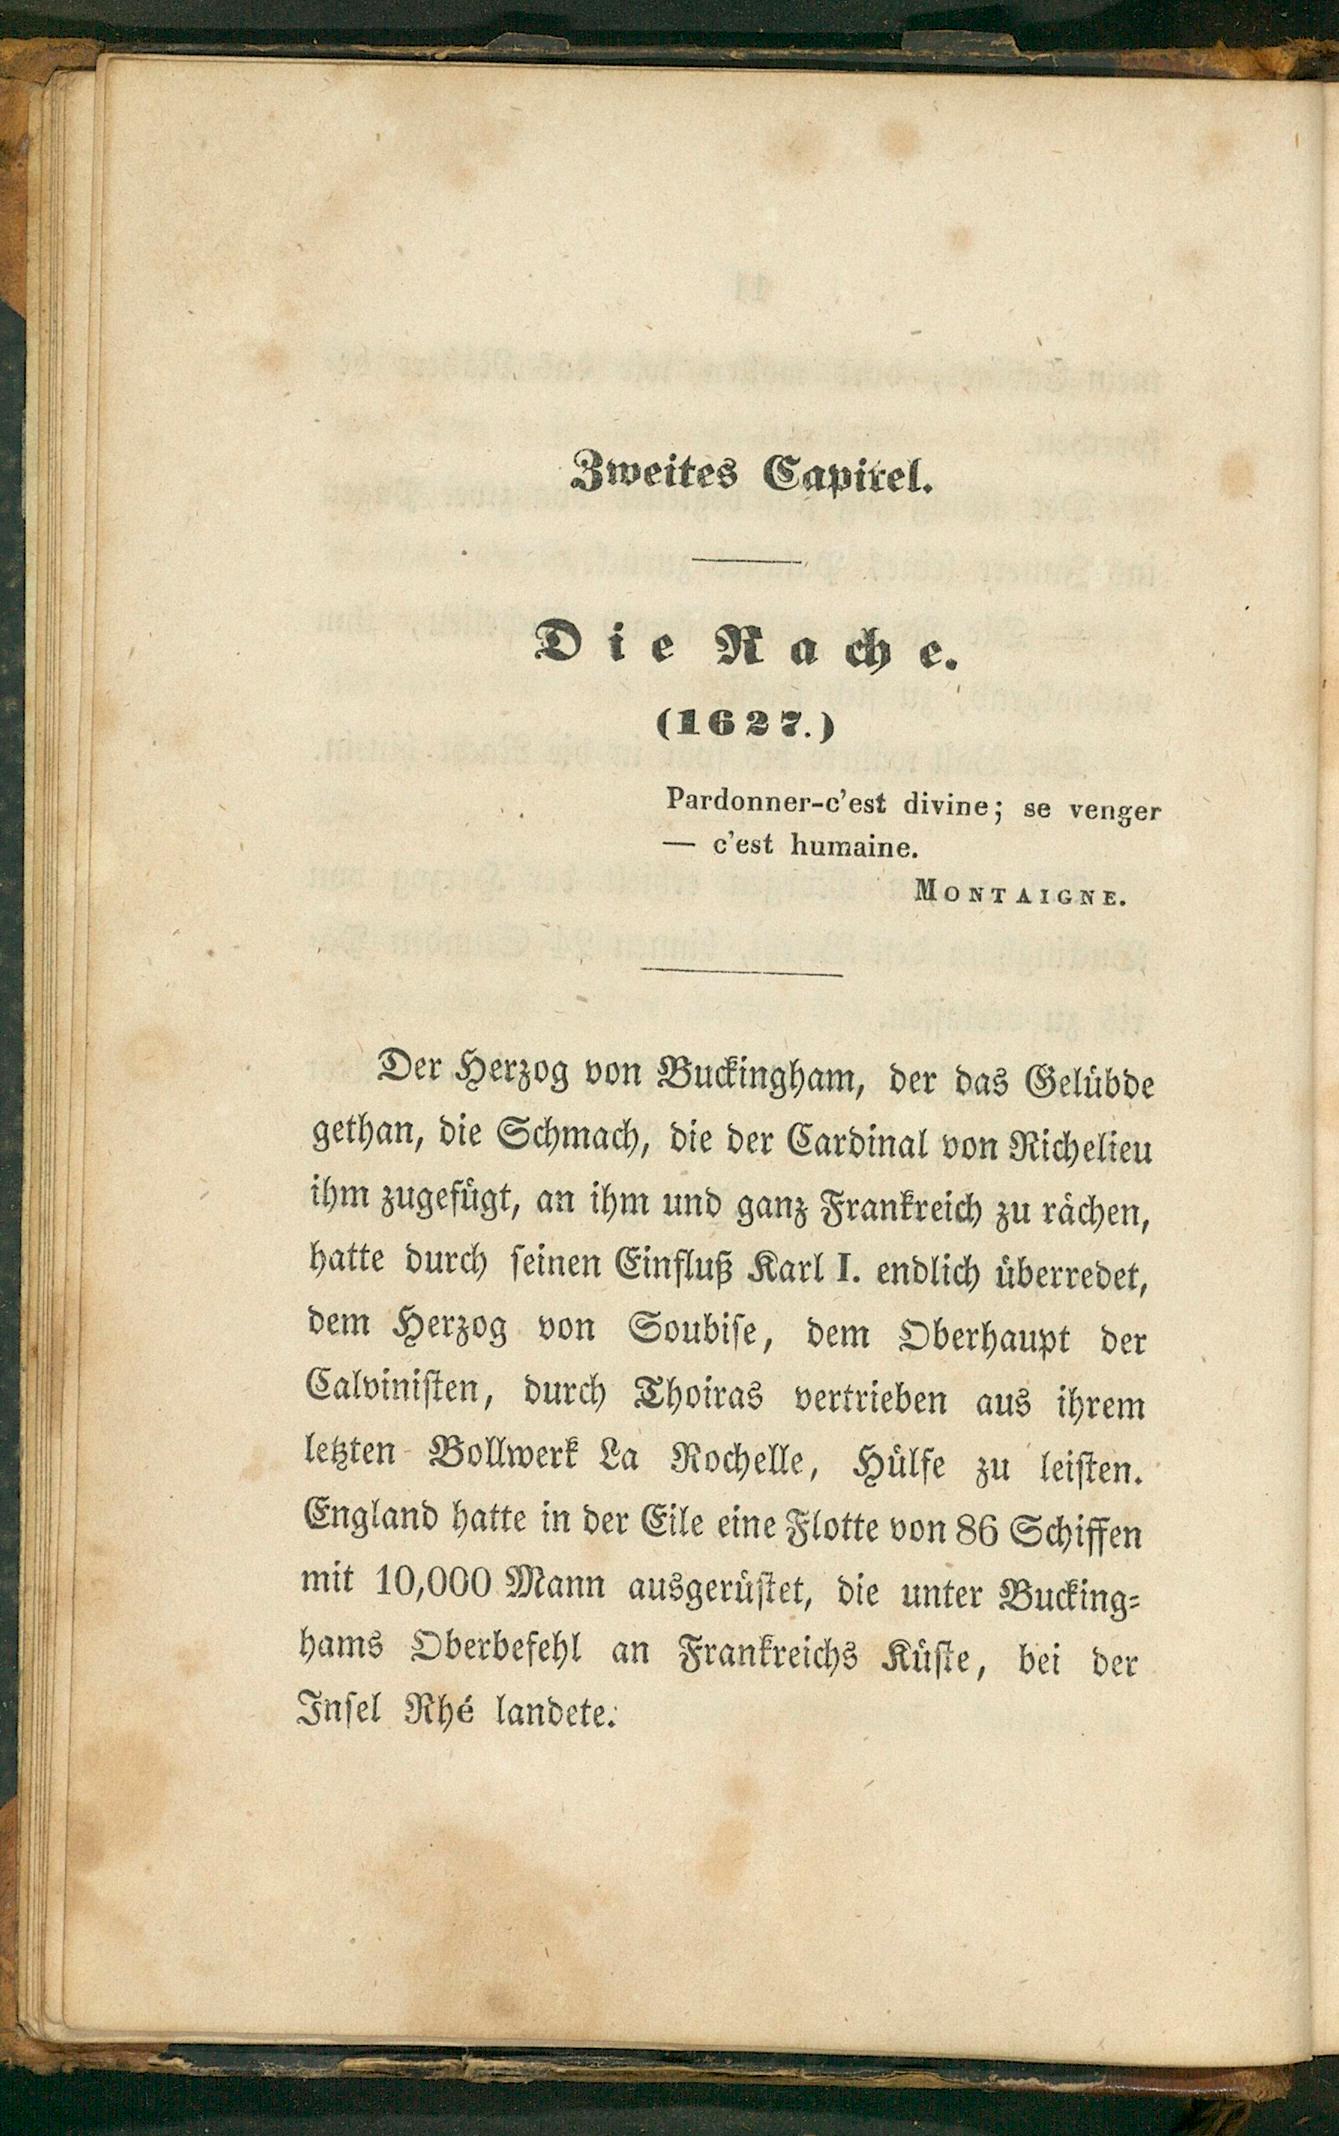 Zweites Capitel.
Die Rache.
(1627.)
Pardonner-c'est divine; se venger
— c'est humaine.
MONTAIGNE.
Der Herzog von Buckingham, der das Gelübde
gethan, die Schmach, die der Cardinal von Richelieu
ihm zugefügt, an ihm und ganz Frankreich zu rächen,
hatte durch seinen Einfluß Karl I. endlich überredet,
dem Herzog von Soubise, dem Oberhaupt der
Calvinisten, durch Thoiras vertrieben aus ihrem
letzten Bollwerk La Rochelle, Hülfe zu leisten.
England hatte in der Eile eine Flotte von 86 Schiffen
mit 10,000 Mann ausgerüstet, die unter Bucking-
hams Oberbefehl an Frankreichs Küste, bei der
Insel Rhé landete.